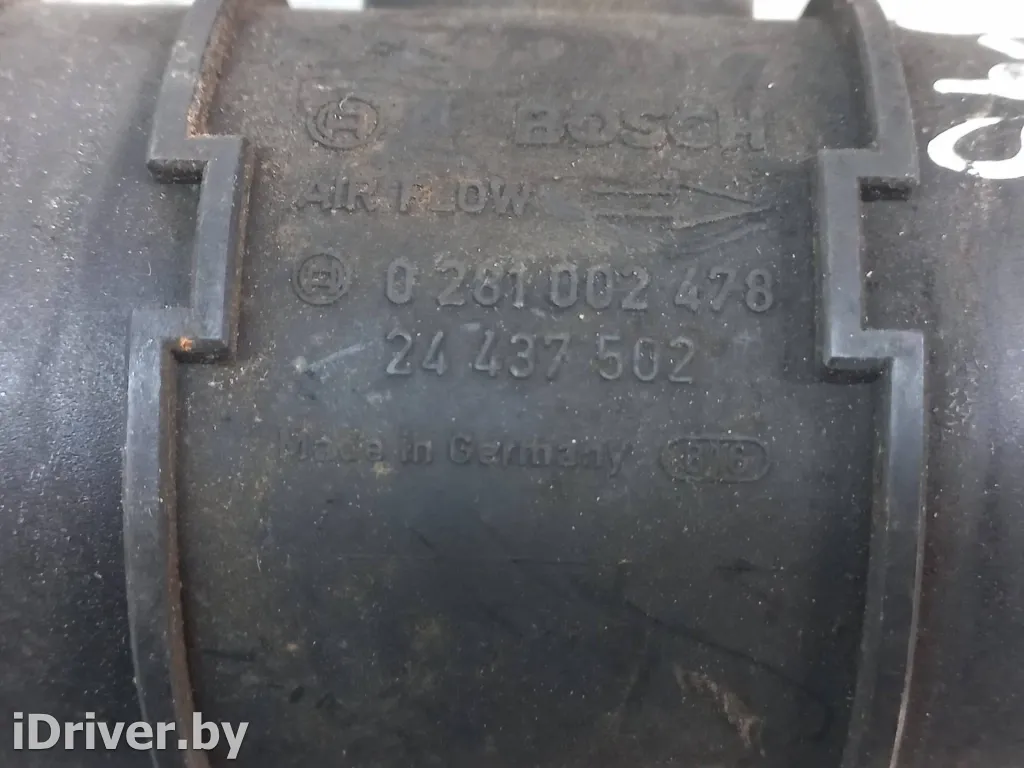 BOSCH
AIR FLOW
0 281 002 478
24 437 502
Made in Germany
iDriver.by